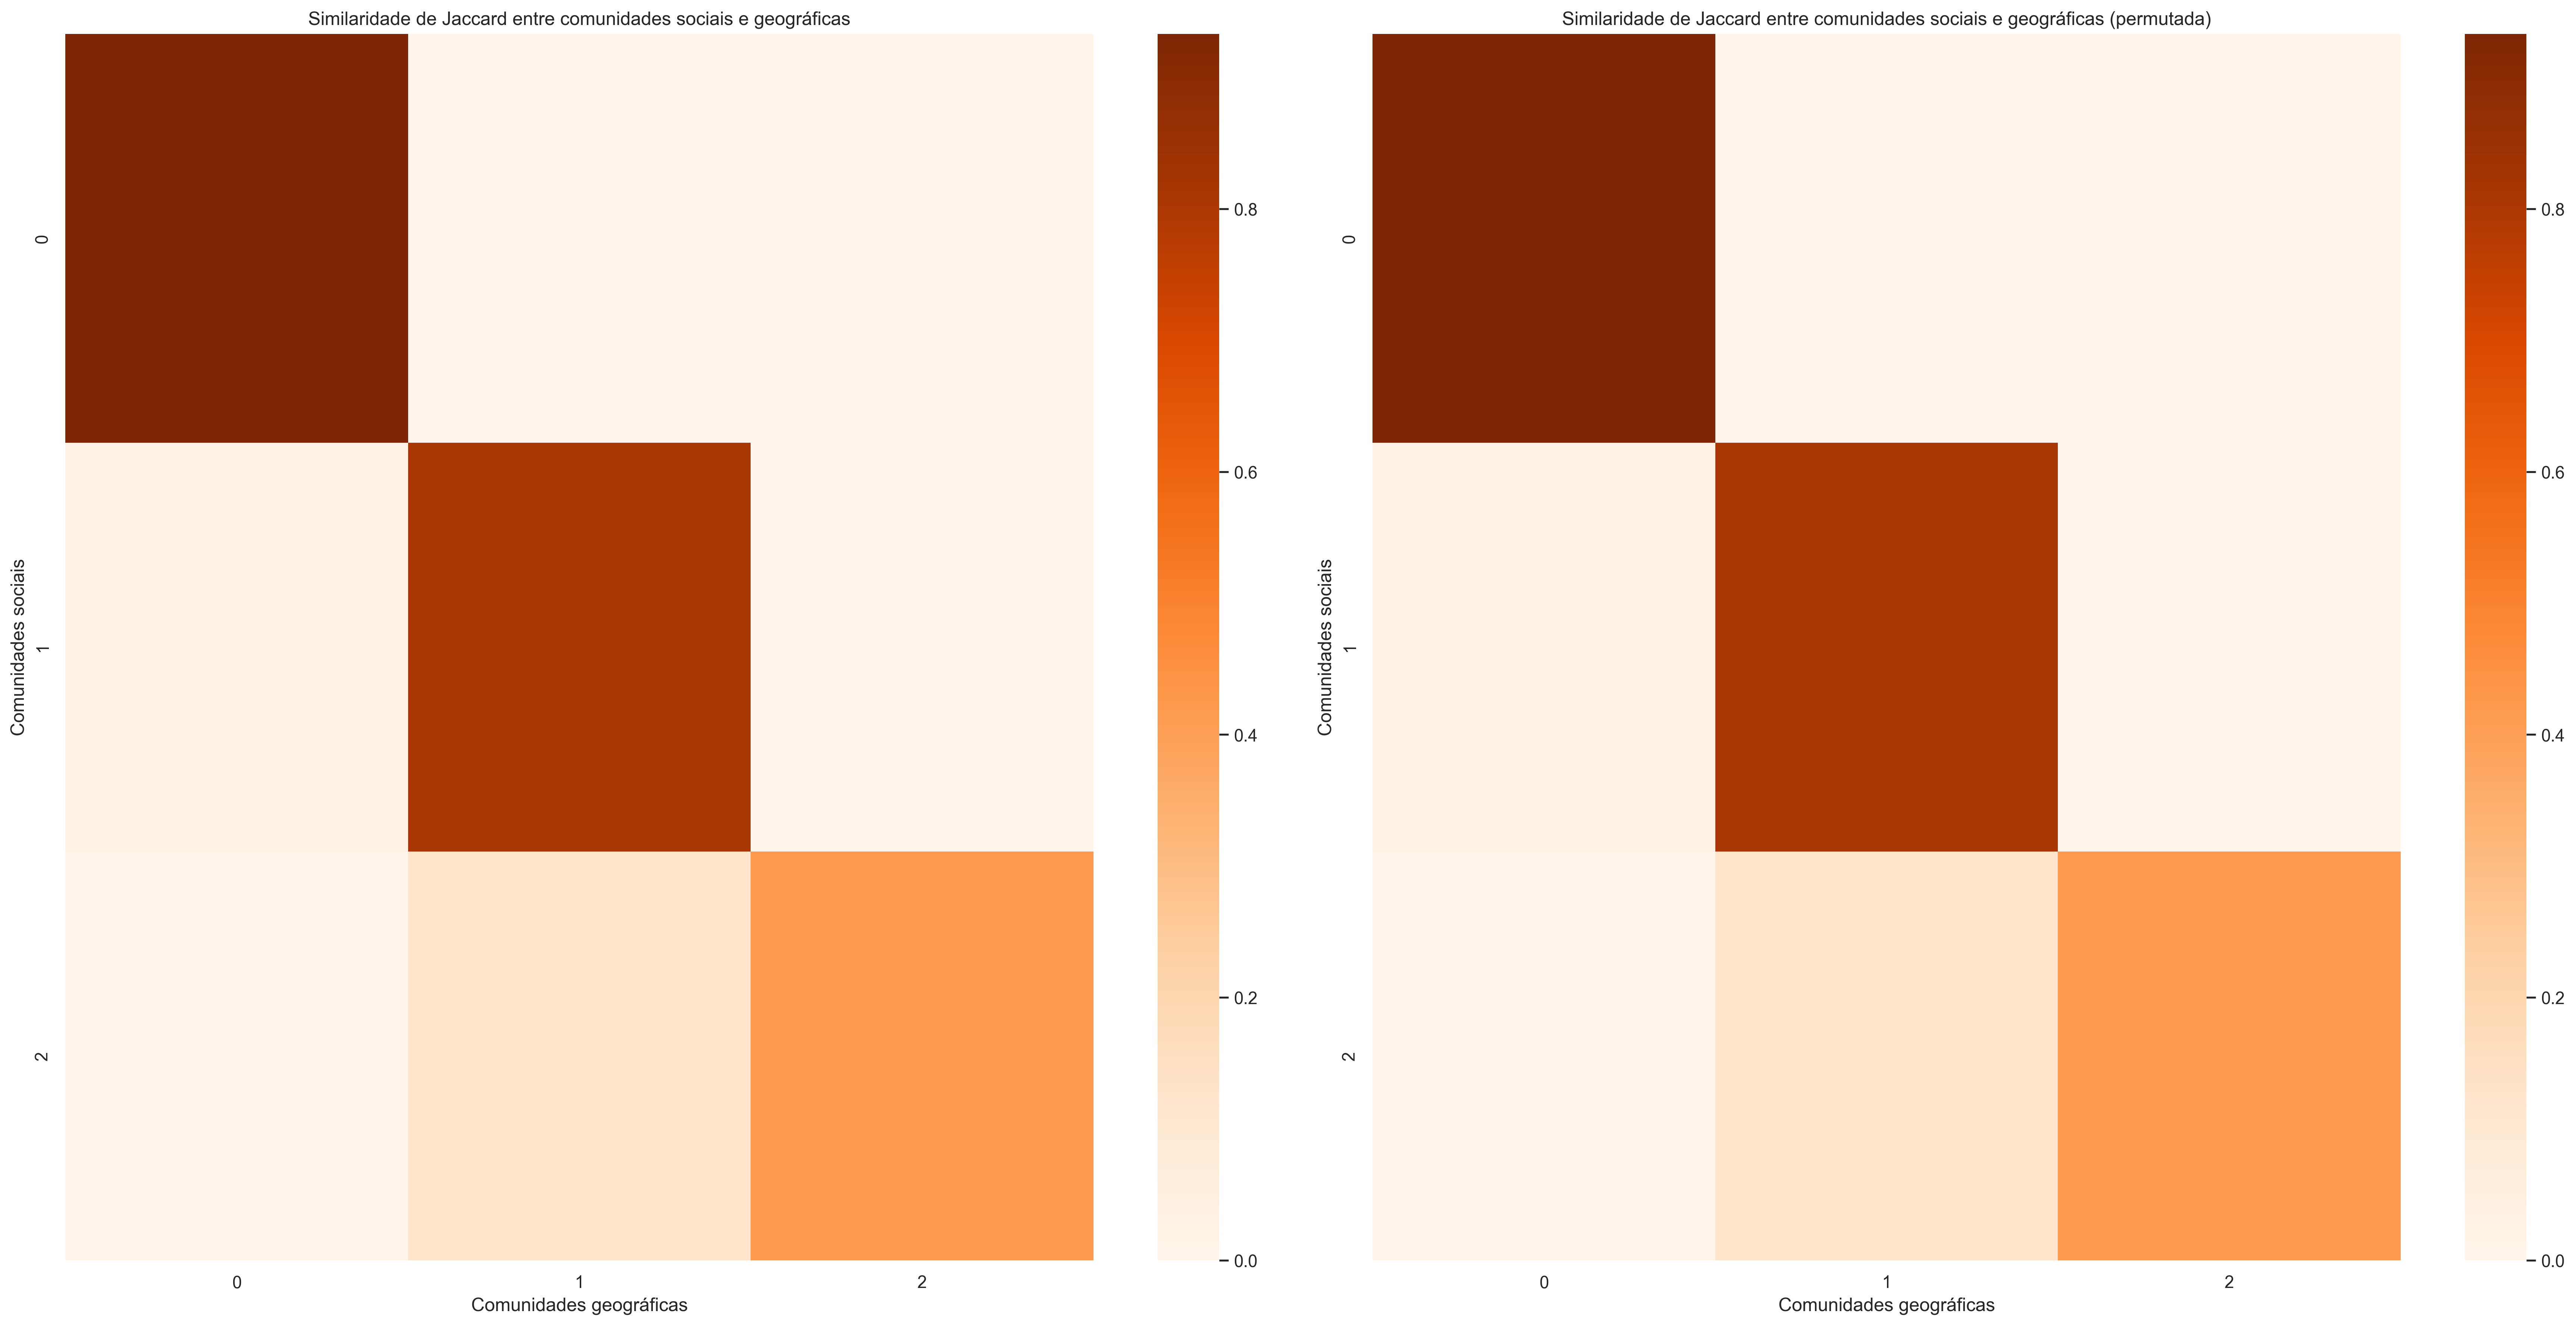 Similaridade de Jaccard entre comunidades sociais e geográficas
Comunidades sociais
0
1
2
0 1 2
Comunidades geográficas
0.8
0.6
0.4
0.2
0.0
Similaridade de Jaccard entre comunidades sociais e geográficas (permutada)
Comunidades sociais
0
1
2
0 1 2
Comunidades geográficas
0.8
0.6
0.4
0.2
0.0